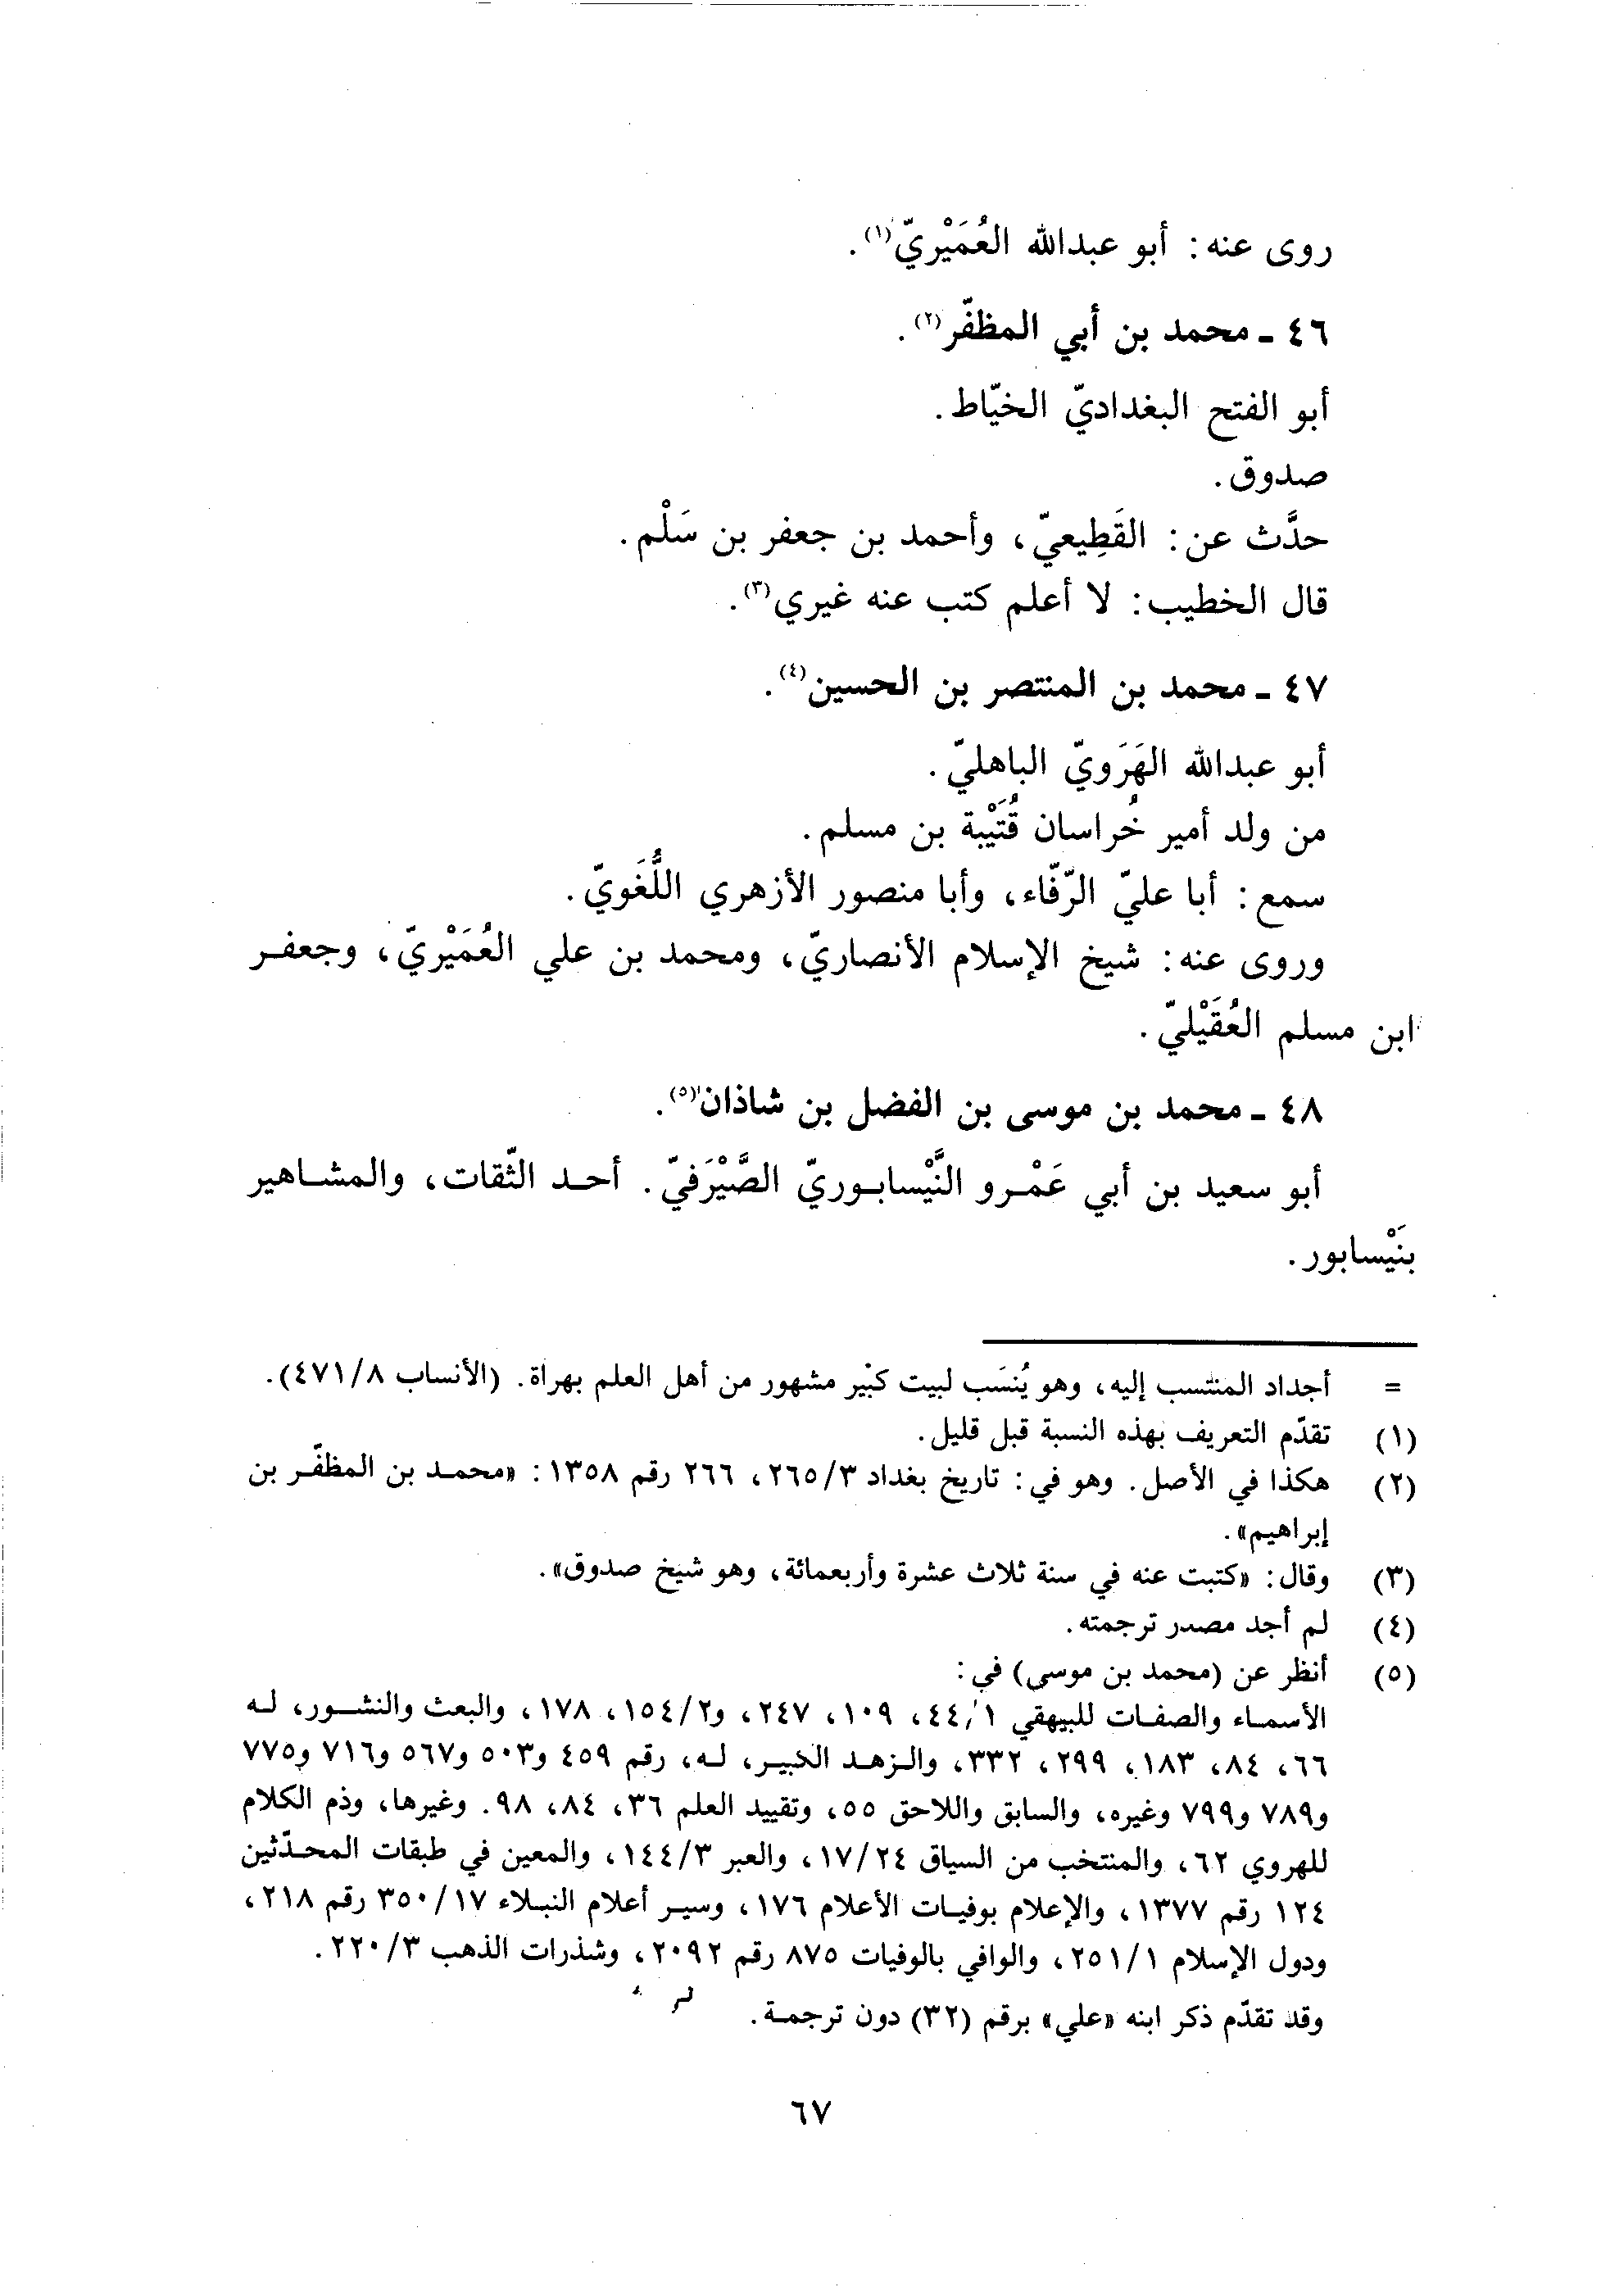 روى عنه: أبو عبدالله العُمَيْريّ(١).
٤٦ ـ محمد بن أبي المظفّر(٢).
أبو الفتح البغداديّ الخيّاط.
صدوق.
حدَّث عن: القَطِيعيّ، وأحمد بن جعفر بن سَلْم.
قال الخطيب: لا أعلم كتب عنه غيري(٣).
٤٧ ـ محمد بن المنتصر بن الحسين(٤).
أبو عبدالله الهَرَويّ الباهليّ.
من ولد أمير خُراسان قُتَيْبة بن مسلم.
سمع: أبا عليّ الرّفّاء، وأبا منصور الأزهري اللُّغَويّ.
وروى عنه: شيخ الإسلام الأنصاريّ، ومحمد بن علي العُمَيْريّ، وجعفر
ابن مسلم العُقَيْليّ.
٤٨ ـ محمد بن موسى بن الفضل بن شاذان(٥).
أبو سعيد بن أبي عَمْرو النَّيْسابوريّ الصَّيْرَفيّ. أحد الثّقات، والمشاهير
بنَيْسابور.
= أجداد المنتسب إليه، وهو يُنسَب لبيت كبير مشهور من أهل العلم بهراة. (الأنساب ٤٧١/٨).
(١) تقدّم التعريف بهذه النسبة قبل قليل.
(٢) هكذا في الأصل. وهو في: تاريخ بغداد ٢٦٥/٣، ٢٦٦ رقم ١٣٥٨: «محمد بن المظفّر بن
إبراهيم».
(٣) وقال: «كتبت عنه في سنة ثلاث عشرة وأربعمائة، وهو شيخ صدوق».
(٤) لم أجد مصدر ترجمته.
(٥) أنظر عن (محمد بن موسى) في:
الأسماء والصفات للبيهقي ٤٤/١، ١٠٩، ٢٤٧، و١٥٤/٢، ١٧٨، والبعث والنشور، له
٦٦، ٨٤، ١٨٣، ٢٩٩، ٣٣٢، والزهد الكبير، له، رقم ٤٥٩ و٥٠٣ و٥٦٧ و٧١٦ و٧٧٥
و٧٨٩ و٧٩٩ وغيره، والسابق واللاحق ٥٥، وتقييد العلم ٣٦، ٨٤، ٩٨. وغيرها، وذم الكلام
للهروي ٦٢، والمنتخب من السياق ١٧/٢٤، والعبر ١٤٤/٣، والمعين في طبقات المحدّثين
١٢٤ رقم ١٣٧٧، والإعلام بوفيات الأعلام ١٧٦، وسير أعلام النبلاء ٣٥٠/١٧ رقم ٢١٨،
ودول الإسلام ٢٥١/١، والوافي بالوفيات ٨٧٥ رقم ٢٠٩٢، وشذرات الذهب ٢٢٠/٣.
وقد تقدّم ذكر ابنه «علي» برقم (٣٢) دون ترجمة.
٦٧